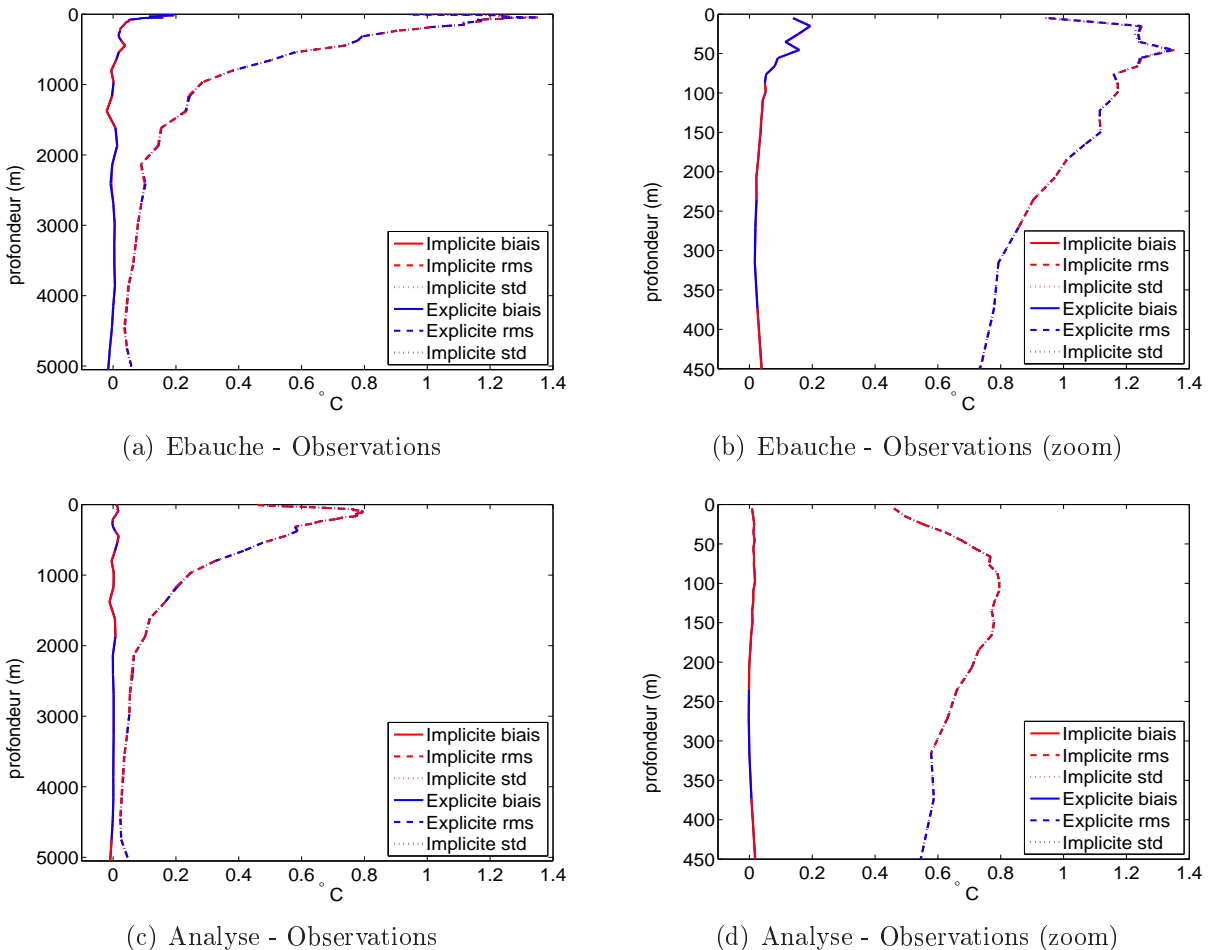 0
1000
2000
3000
4000
5000
profondeur (m)
0 0.2 0.4 0.6 0.8 1 1.2 1.4
° C
Implicite biais
Implicite rms
Implicite std
Explicite biais
Explicite rms
Implicite std
(a) Ebauche - Observations
0
50
100
150
200
250
300
350
400
450
profondeur (m)
0 0.2 0.4 0.6 0.8 1 1.2 1.4
° C
Implicite biais
Implicite rms
Implicite std
Explicite biais
Explicite rms
Implicite std
(b) Ebauche - Observations (zoom)
0
1000
2000
3000
4000
5000
profondeur (m)
0 0.2 0.4 0.6 0.8 1 1.2 1.4
° C
Implicite biais
Implicite rms
Implicite std
Explicite biais
Explicite rms
Implicite std
(c) Analyse - Observations
0
50
100
150
200
250
300
350
400
450
profondeur (m)
0 0.2 0.4 0.6 0.8 1 1.2 1.4
° C
Implicite biais
Implicite rms
Implicite std
Explicite biais
Explicite rms
Implicite std
(d) Analyse - Observations (zoom)